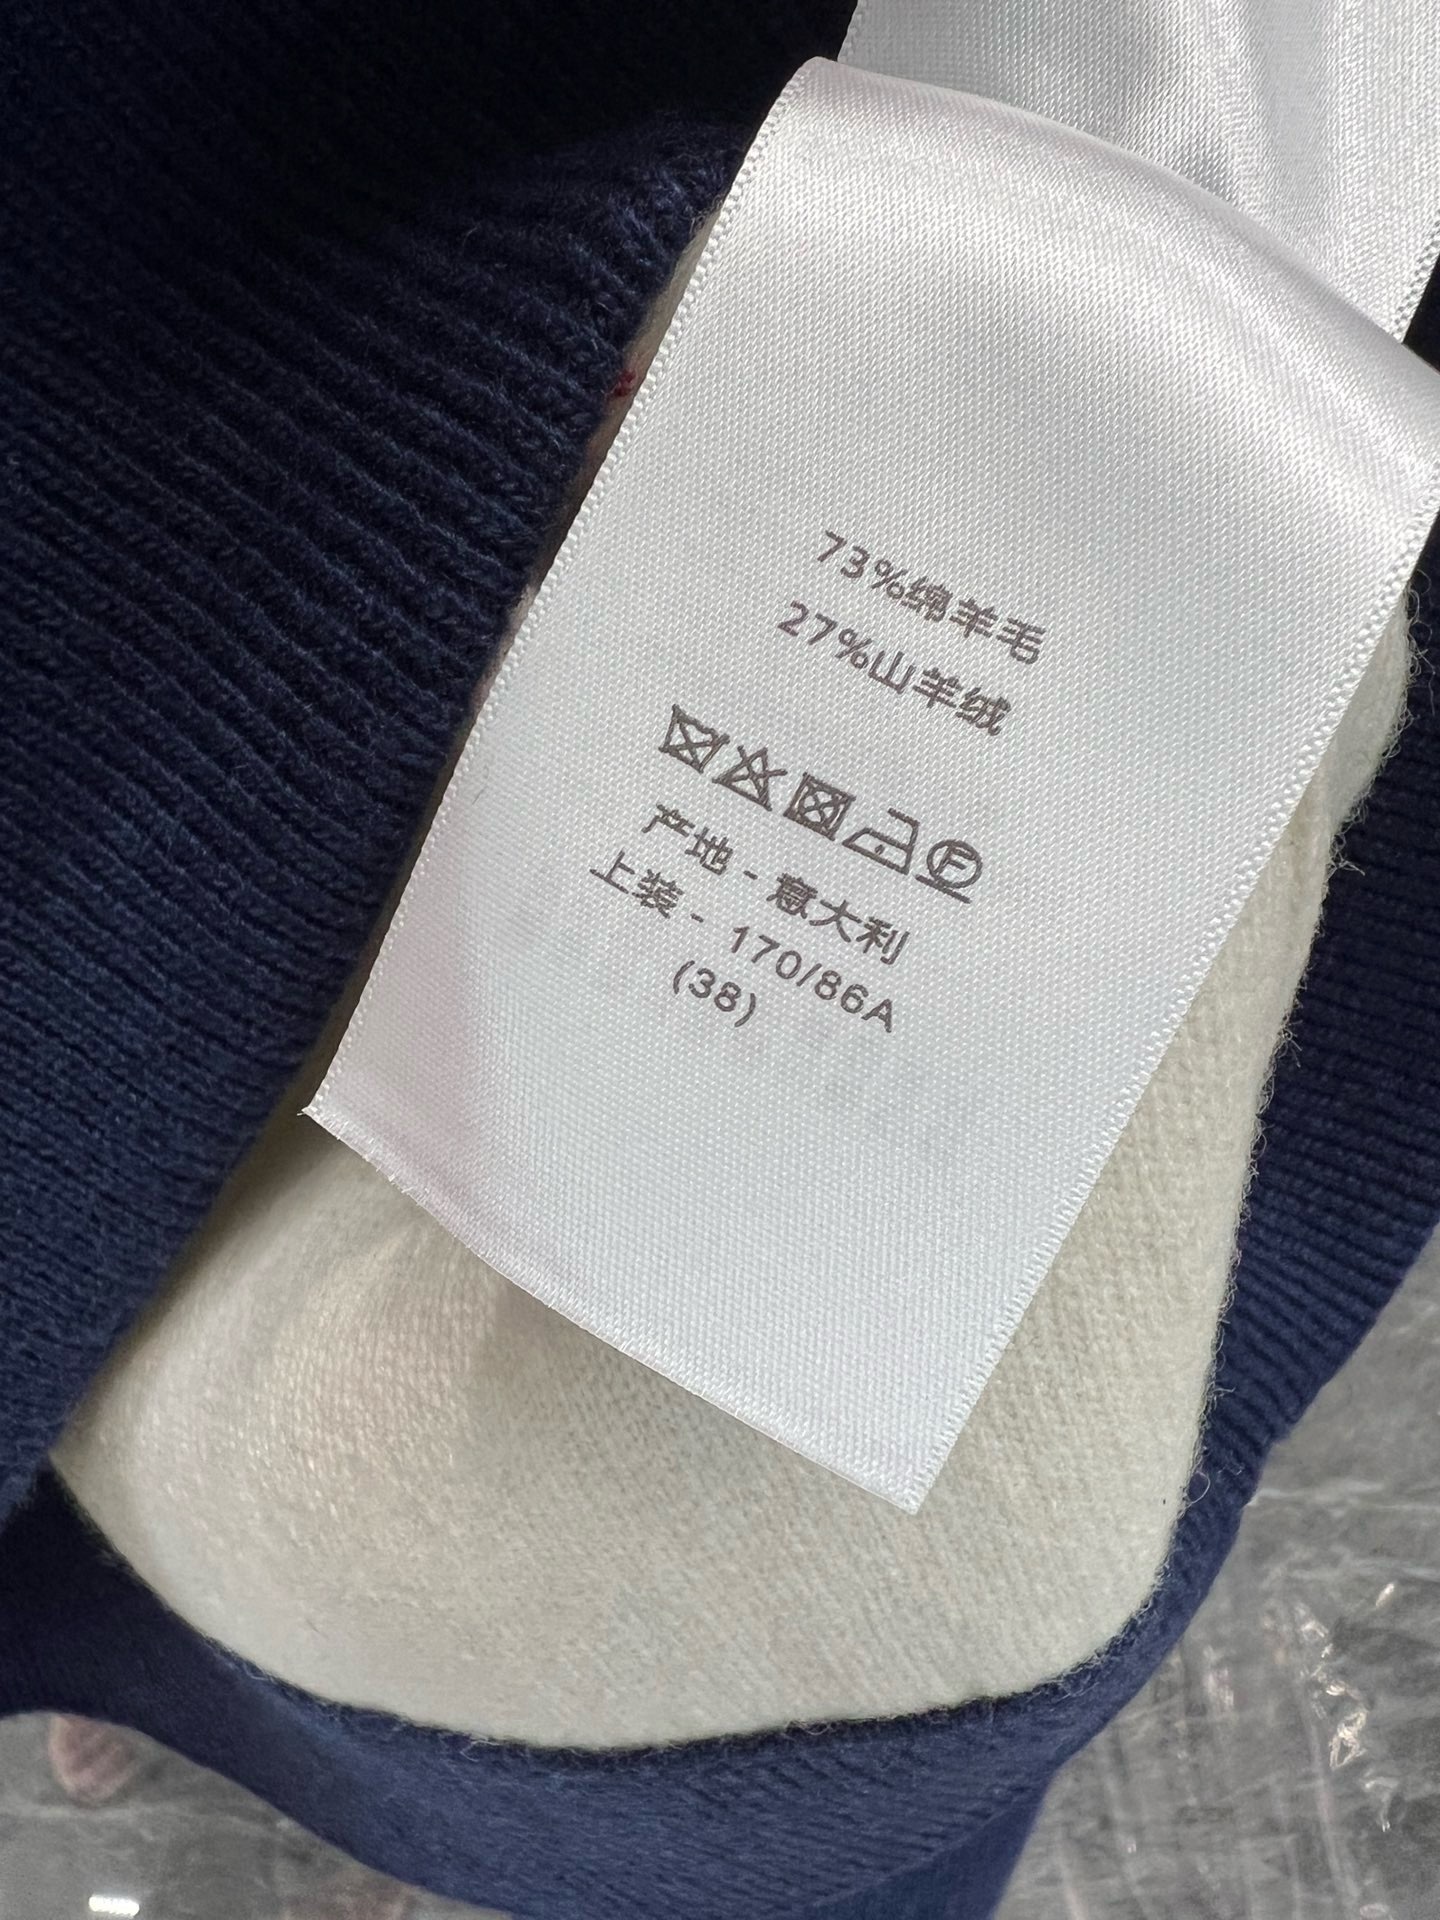 73%绵羊毛
27%山羊绒
F
产地 - 意大利
上装 - 170/86A
(38)